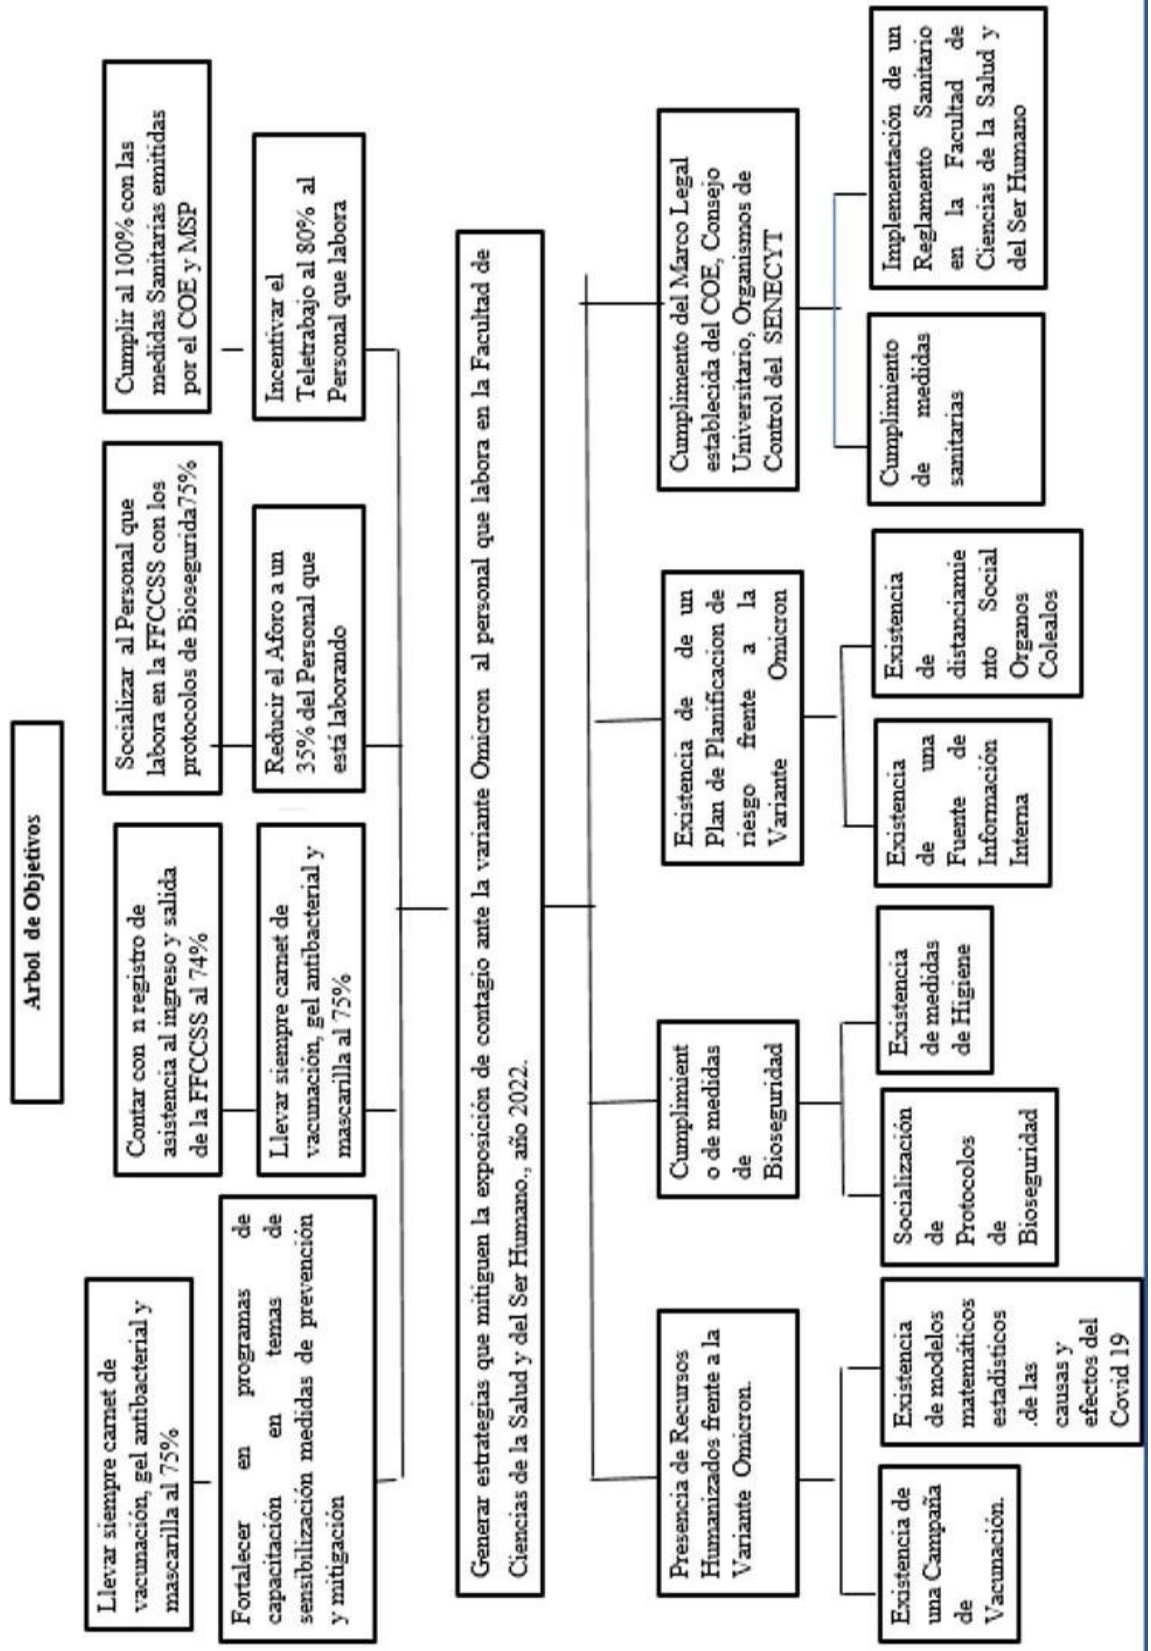 Arbol de Objetivos
Llevar siempre carnet de
vacunación, gel antibacterial y
mascarilla al 75%
Contar con n registro de
asistencia al ingreso y salida
de la FFCCSS al 74%
Socializar al Personal que
labora en la FFCCSS con los
protocolos de Biosegurida75%
Cumplir al 100% con las
medidas Sanitarias emitidas
por el COE y MSP
Fortalecer en programas de
capacitación en temas de
sensibilización medidas de prevención
y mitigación
Llevar siempre carnet de
vacunación, gel antibacterial y
mascarilla al 75%
Reducir el Aforo a un
35% del Personal que
está laborando
Incentivar el
Teletrabajo al 80% al
Personal que labora
Generar estrategias que mitiguen la exposición de contagio ante la variante Omicron al personal que labora en la Facultad de
Ciencias de la Salud y del Ser Humano., año 2022.
Presencia de Recursos
Humanizados frente a la
Variante Omicron.
Cumplimient
o de medidas
de
Bioseguridad
Existencia de de un
Plan de Planificacion de
riesgo frente a la
Variante Omicron
Cumplimento del Marco Legal
establecida del COE, Consejo
Universitario, Organismos de
Control del SENECYT
Existencia de
una Campaña
de
Vacunación.
Existencia
de modelos
matemáticos
estadísticos
.de las
causas y
efectos del
Covid 19
Socialización
de
Protocolos
de
Bioseguridad
Existencia
de medidas
de Higiene
Existencia
de una
Fuente de
Información
Interna
Existencia
de
distanciamie
nto Social
Organos
Colealos
Cumplimiento
de medidas
sanitarias
Implementación de un
Reglamento Sanitario
en la Facultad de
Ciencias de la Salud y
del Ser Humano